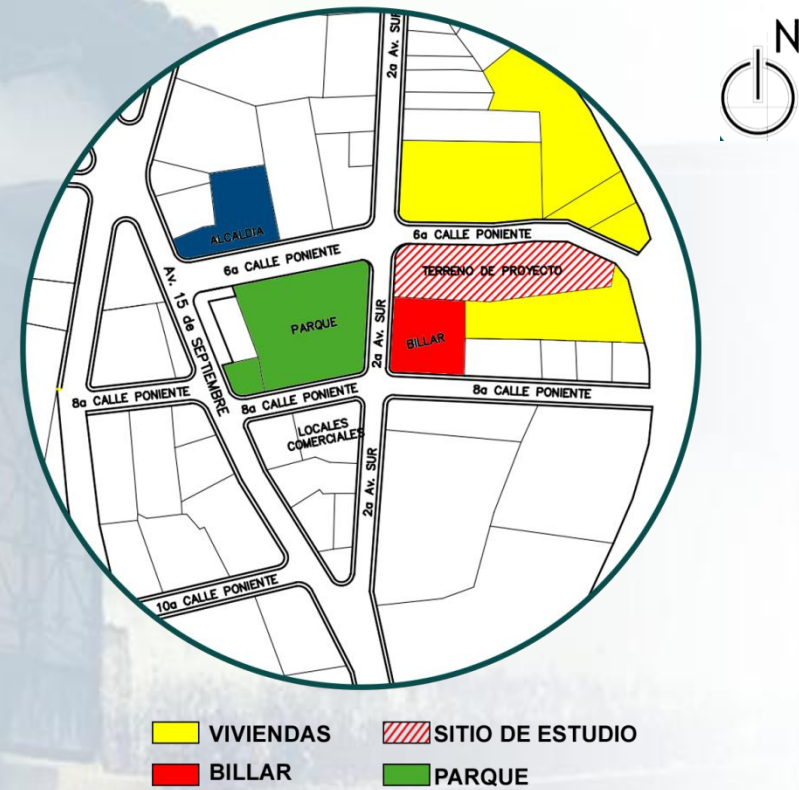 N
2a Av. SUR
ALCALDIA
6a CALLE PONIENTE
6a CALLE PONIENTE
TERRENO DE PROYECTO
Av. 15 de SEPTIEMBRE
PARQUE
2a Av. SUR
BILLAR
8a CALLE PONIENTE
8a CALLE PONIENTE
8a CALLE PONIENTE
LOCALES
COMERCIALES
2a Av. SUR
10a CALLE PONIENTE
VIVIENDAS
SITIO DE ESTUDIO
BILLAR
PARQUE